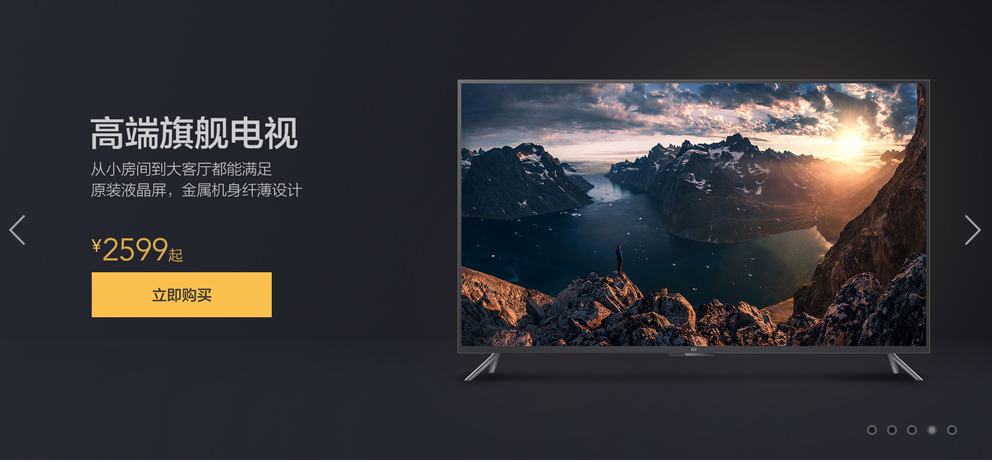 高端旗舰电视
从小房间到大客厅都能满足
原装液晶屏，金属机身纤薄设计
¥2599起
立即购买